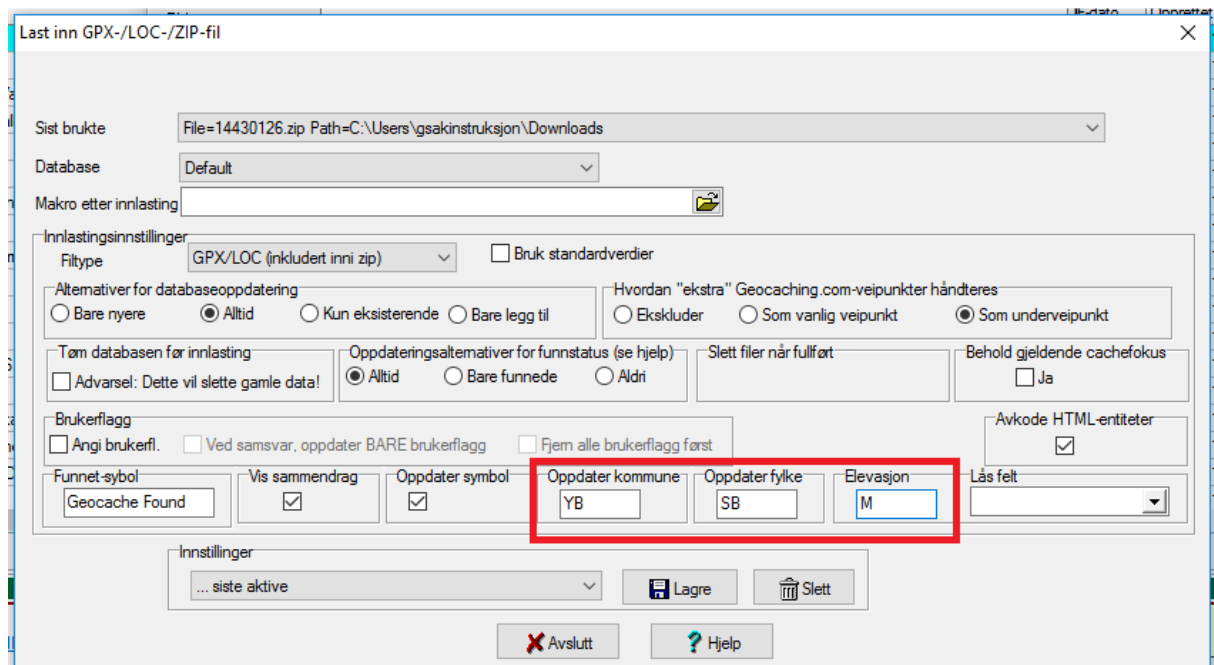 Last inn GPX-/LOC-/ZIP-fil
Sist brukte File=14430126.zip Path=C:\Users\gsakinstruksjon\Downloads
Database Default
Makro etter innlasting
Innlastingsinnstillinger
Filtype GPX/LOC (inkludert inni zip) Bruk standardverdier
Alternativer for databaseoppdatering Hvordan "ekstra" Geocaching.com-veipunkter håndteres
Bare nyere Alltid Kun eksisterende Bare legg til Ekskluder Som vanlig veipunkt Som underveipunkt
Tøm databasen før innlasting Oppdateringsalternativer for funnstatus (se hjelp) Slett filer når fullført Behold gjeldende cachefokus
Advarsel: Dette vil slette gamle data! Alltid Bare funnede Aldri Ja
Brukerflagg Avkode HTML-entiteter
Angi brukerfl. Ved samsvar, oppdater BARE brukerflagg Fjern alle brukerflagg først
Funnet-sybol Vis sammendrag Oppdater symbol Oppdater kommune Oppdater fylke Elevasjon Lås felt
Geocache Found YB SB M
Innstillinger
... siste aktive Lagre Slett
Avslutt Hjelp